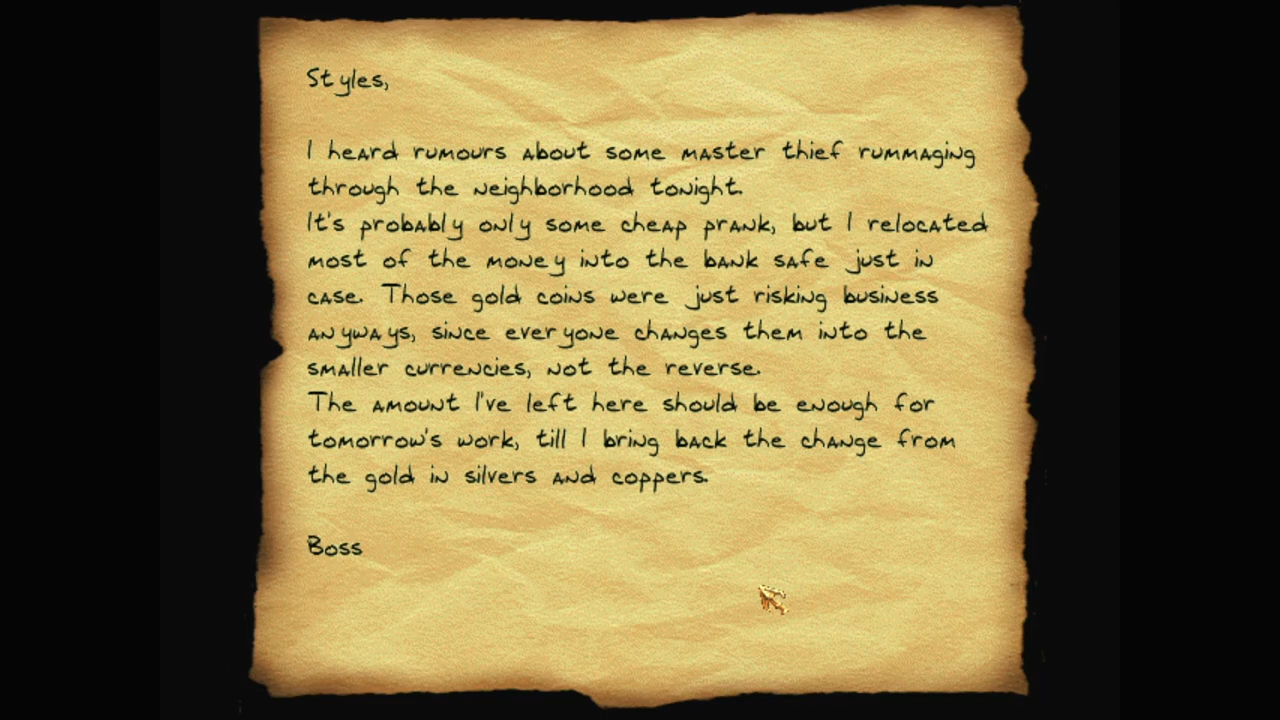 Styles,
I heard rumours about some master thief rummaging
through the neighborhood tonight.
It's probably only some cheap prank, but I relocated
most of the money into the bank safe just in
case. Those gold coins were just risking business
anyways, since everyone changes them into the
smaller currencies, not the reverse.
The amount I've left here should be enough for
tomorrow's work, till I bring back the change from
the gold in silvers and coppers.
Boss